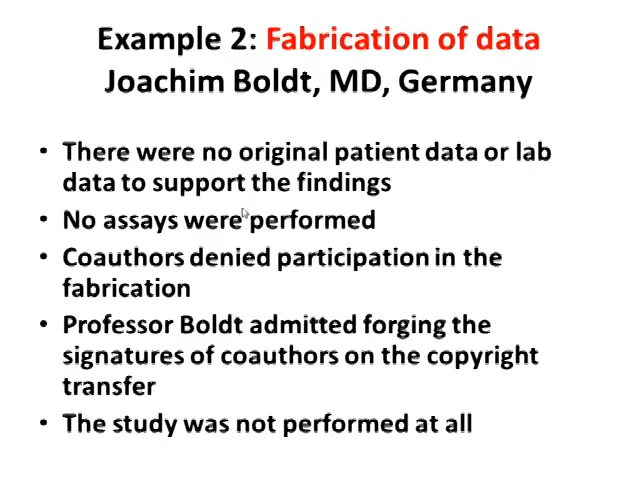 Example 2: Fabrication of data
Joachim Boldt, MD, Germany
• There were no original patient data or lab
data to support the findings
• No assays were performed
• Coauthors denied participation in the
fabrication
• Professor Boldt admitted forging the
signatures of coauthors on the copyright
transfer
• The study was not performed at all